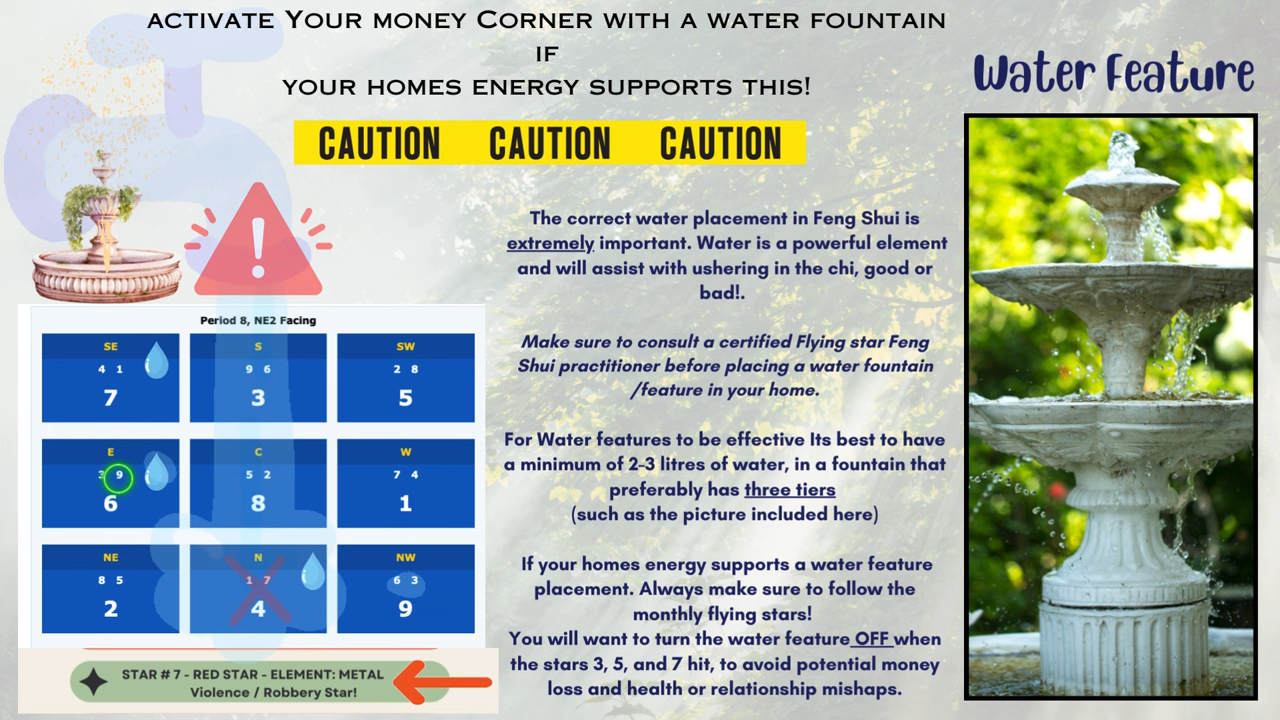 ACTIVATE YOUR MONEY CORNER WITH A WATER FOUNTAIN
IF
YOUR HOMES ENERGY SUPPORTS THIS!
Water Feature
CAUTION CAUTION CAUTION
The correct water placement in Feng Shui is
extremely important. Water is a powerful element
and will assist with ushering in the chi, good or
bad!.
Make sure to consult a certified Flying star Feng
Shui practitioner before placing a water fountain
/feature in your home.
For Water features to be effective Its best to have
a minimum of 2-3 litres of water, in a fountain that
preferably has three tiers
(such as the picture included here)
If your homes energy supports a water feature
placement. Always make sure to follow the
monthly flying stars!
You will want to turn the water feature OFF when
the stars 3, 5, and 7 hit, to avoid potential money
loss and health or relationship mishaps.
Period 8, NE2 Facing
SE S SW
4 1 9 6 2 8
7 3 5
E C W
3 9 5 2 7 4
6 8 1
NE N NW
8 5 1 7 6 3
2 4 9
STAR # 7 - RED STAR - ELEMENT: METAL
Violence / Robbery Star!